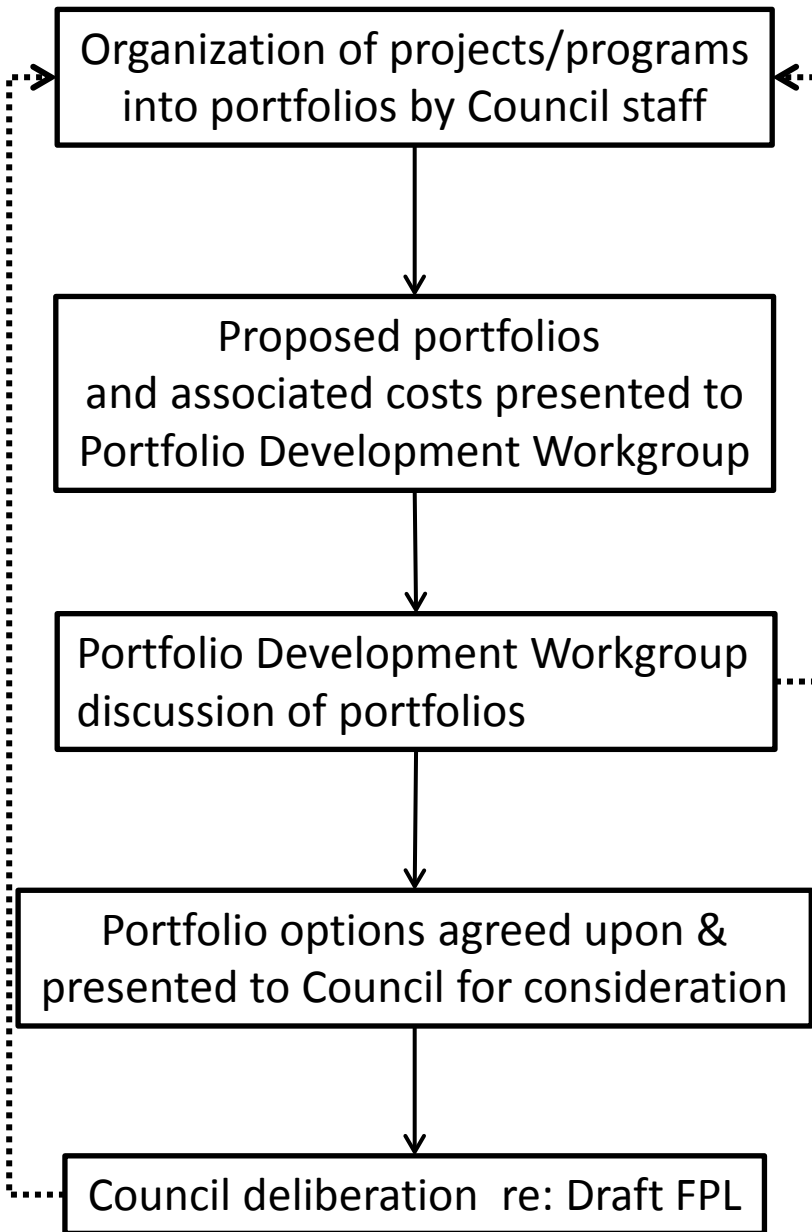 Organization of projects/programs
into portfolios by Council staff
Proposed portfolios
and associated costs presented to
Portfolio Development Workgroup
Portfolio Development Workgroup
discussion of portfolios
Portfolio options agreed upon &
presented to Council for consideration
Council deliberation  re: Draft FPL